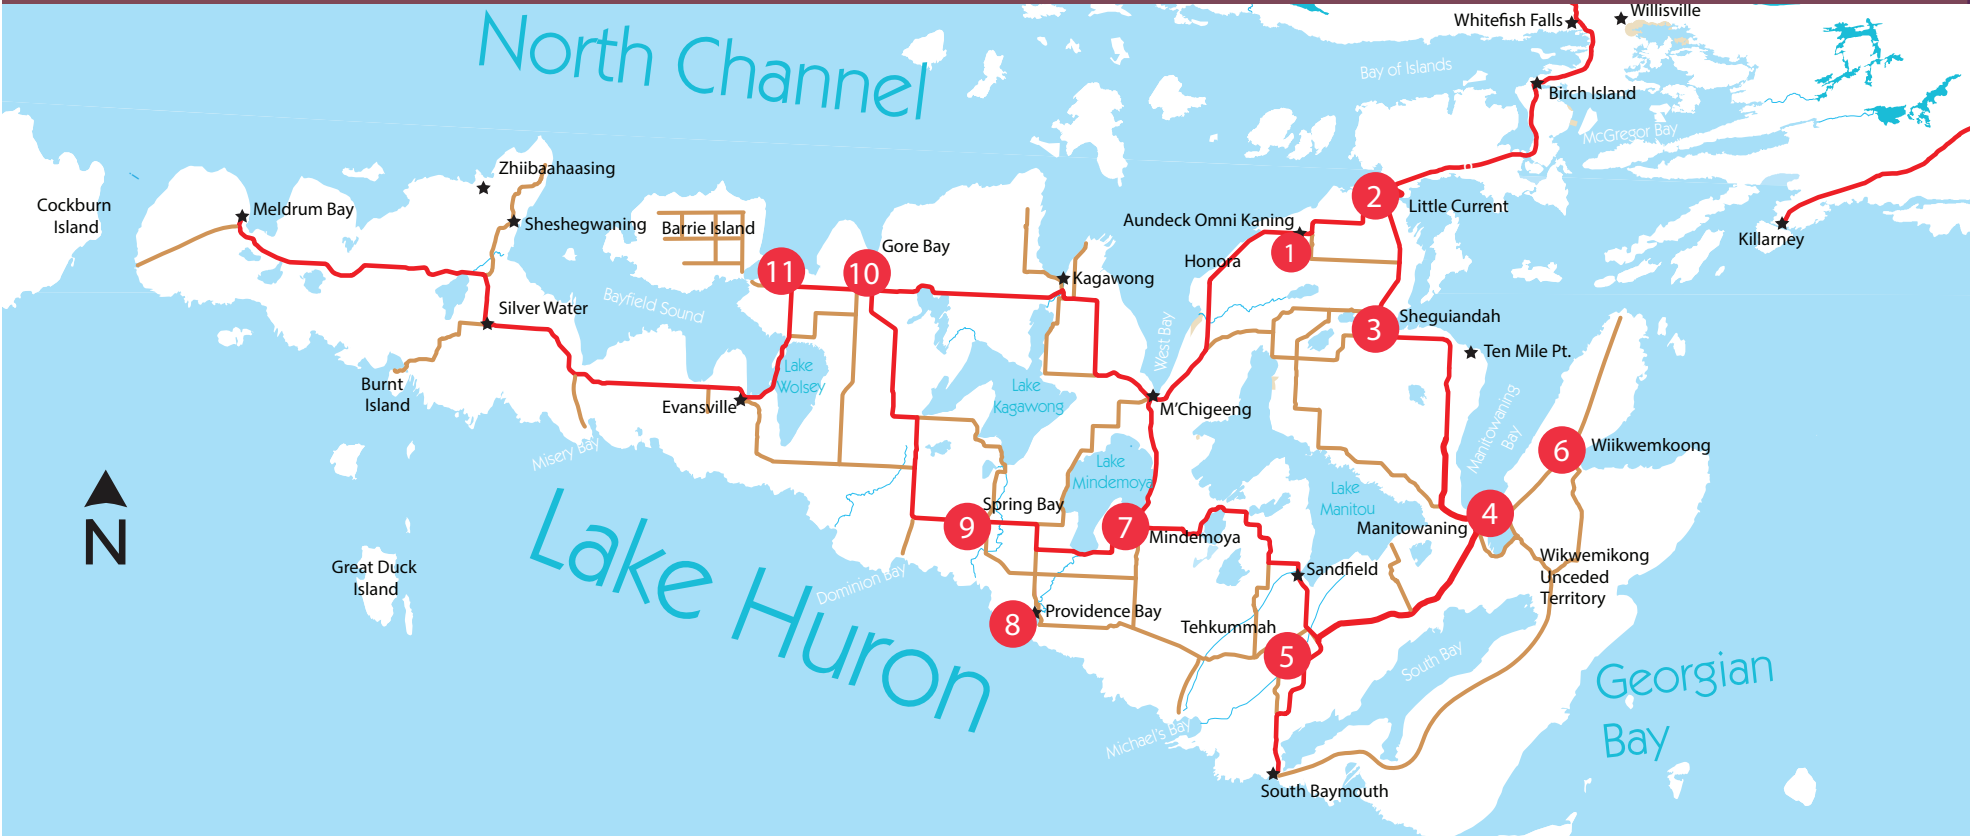 North Channel
Whitefish Falls
Willisville
Bay of Islands
Birch Island
McGregor Bay
Zhiibaahaasing
Cockburn
Island
Meldrum Bay
Sheshegwaning
Barrie Island
Gore Bay
Aundeck Omni Kaning
2
Little Current
Killarney
1
Honora
11
10
Kagawong
Silver Water
Bayfield Sound
West Bay
3
Sheguiandah
Ten Mile Pt.
Burnt
Island
Evansville
Lake
Wolsey
Lake
Kagawong
M'Chigeeng
Manitowaning
Bay
Misery Bay
6
Wiikwemkoong
Lake
Mindemoya
Lake
Manitou
N
Lake Huron
Spring Bay
9
7
Mindemoya
4
Manitowaning
Great Duck
Island
Dominion Bay
Sandfield
Wikwemikong
Unceded
Territory
8
Providence Bay
Tehkummah
5
South Bay
Georgian
Bay
Michael's Bay
South Baymouth